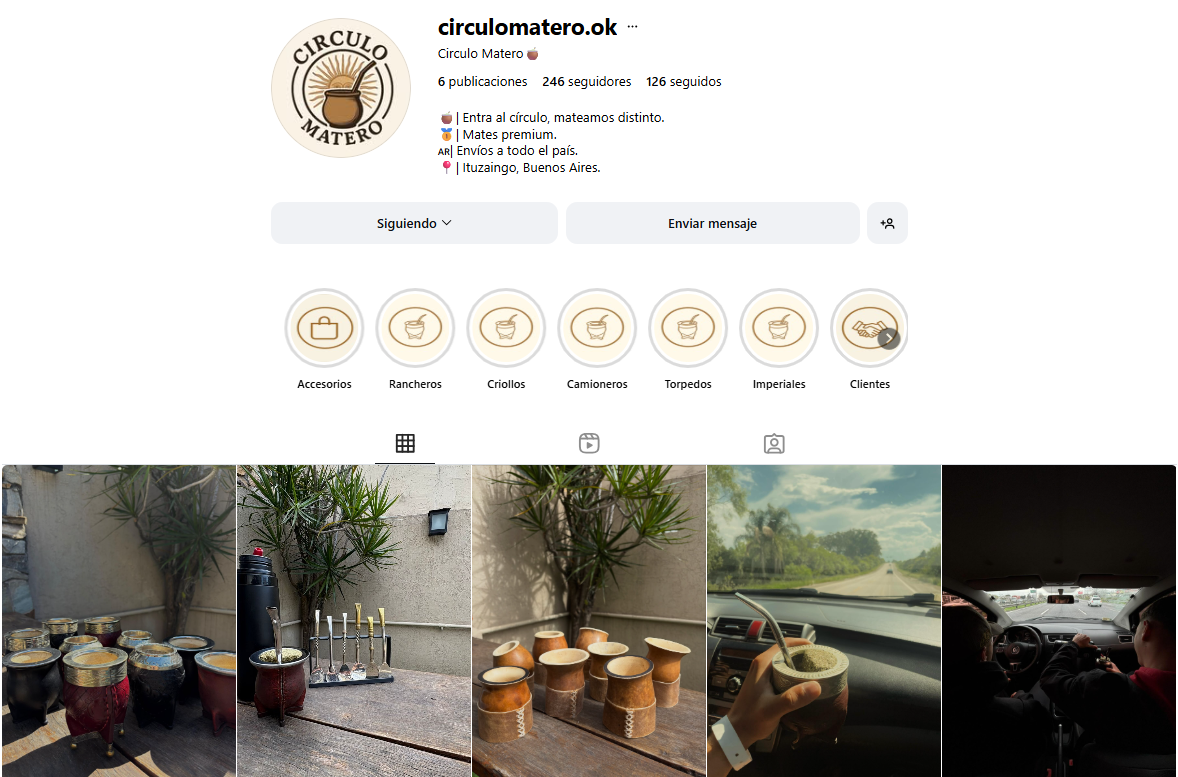 CIRCULO
MATERO
circulomatero.ok ...
Circulo Matero 🧉
6 publicaciones 246 seguidores 126 seguidos
🧉 | Entra al círculo, mateamos distinto.
🥇 | Mates premium.
AR| Envíos a todo el país.
📍 | Ituzaingo, Buenos Aires.
Siguiendo
Enviar mensaje
Accesorios
Rancheros
Criollos
Camioneros
Torpedos
Imperiales
Clientes